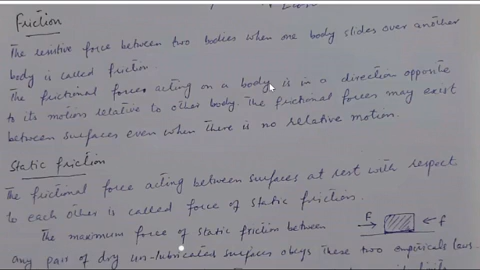 Friction
The resitive force between two bodies when one body slides over another
body is called friction.
The frictional force acting on a body is in a direction opposite
to its motion relative to other body. The frictional forces may exist
between surfaces even when there is no relative motion.
Static friction
The frictional force acting between surfaces at rest with respect
to each other is called force of static friction.
The maximum force of static friction between
F f
any pair of dry un-lubricated surfaces obeys these two empiricals laws